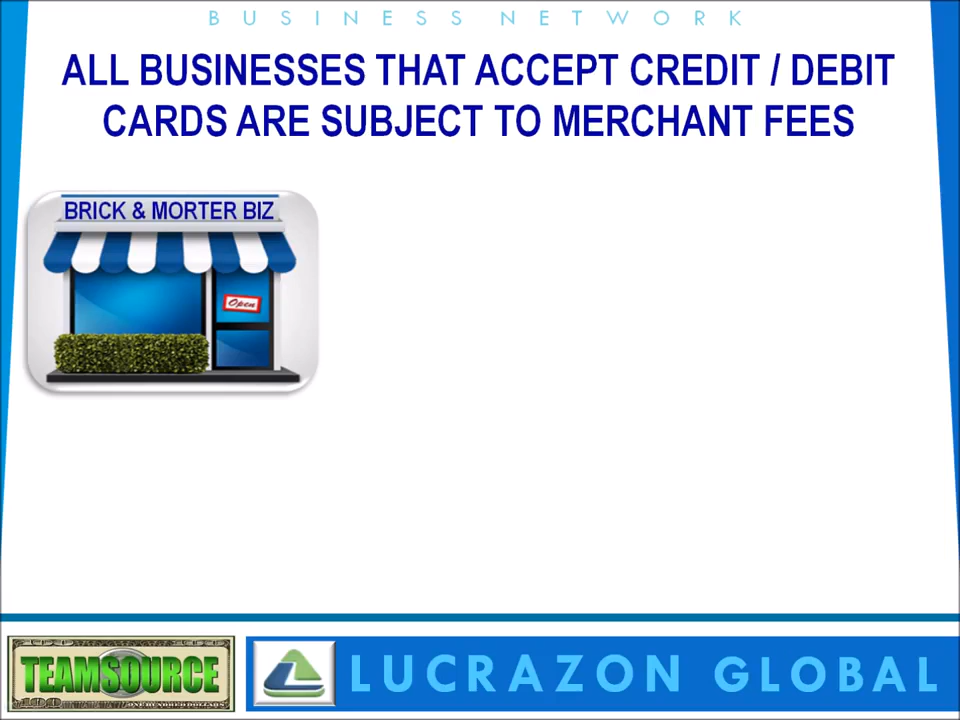 BUSINESS NETWORK
ALL BUSINESSES THAT ACCEPT CREDIT / DEBIT
CARDS ARE SUBJECT TO MERCHANT FEES
BRICK & MORTER BIZ
Open
TEAMSOURCE
LUCRAZON GLOBAL